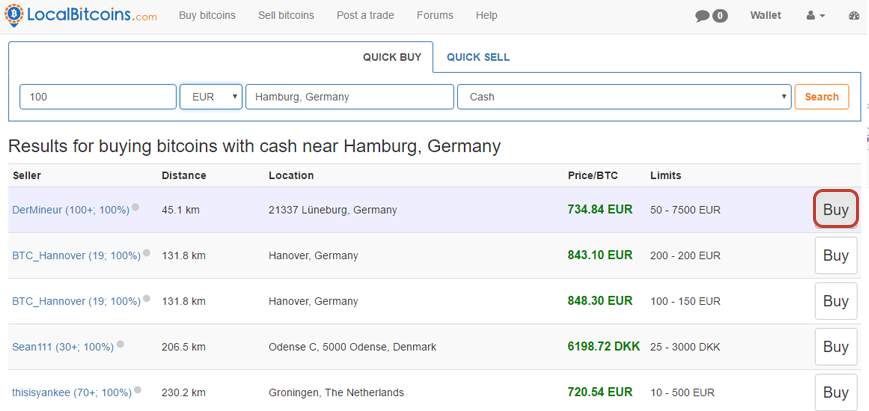 LocalBitcoins.com Buy bitcoins Sell bitcoins Post a trade Forums Help 0 Wallet
QUICK BUY QUICK SELL
100 EUR Hamburg, Germany Cash Search
Results for buying bitcoins with cash near Hamburg, Germany
Seller Distance Location Price/BTC Limits
DerMineur (100+; 100%) 45.1 km 21337 Lüneburg, Germany 734.84 EUR 50 - 7500 EUR Buy
BTC_Hannover (19; 100%) 131.8 km Hanover, Germany 843.10 EUR 200 - 200 EUR Buy
BTC_Hannover (19; 100%) 131.8 km Hanover, Germany 848.30 EUR 100 - 150 EUR Buy
Sean111 (30+; 100%) 206.5 km Odense C, 5000 Odense, Denmark 6198.72 DKK 25 - 3000 DKK Buy
thisisyankee (70+; 100%) 230.2 km Groningen, The Netherlands 720.54 EUR 10 - 500 EUR Buy